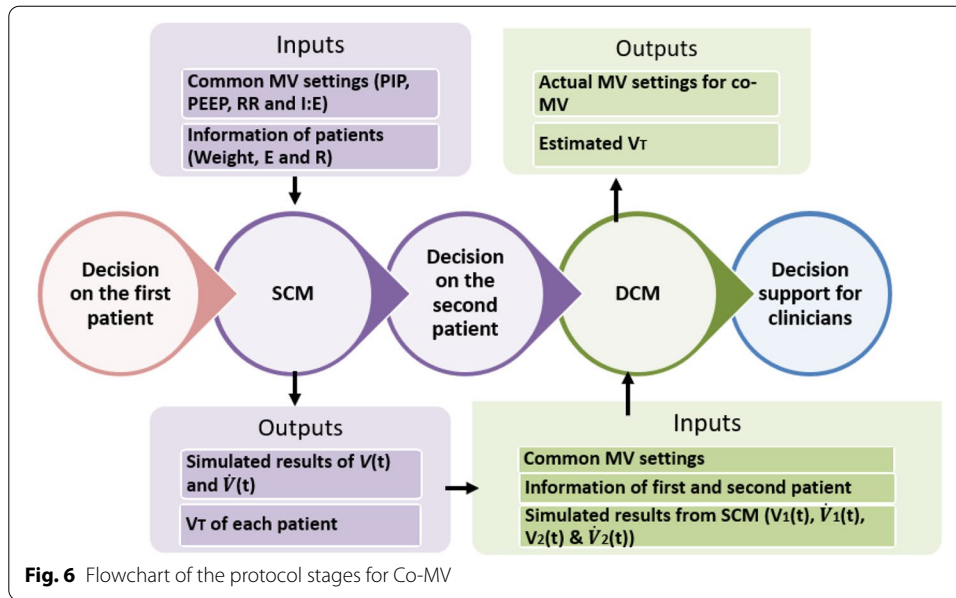 Inputs
Common MV settings (PIP,
PEEP, RR and I:E)
Information of patients
(Weight, E and R)
Outputs
Actual MV settings for co-
MV
Estimated VT
Decision
on the first
patient
SCM
Decision
on the
second
patient
DCM
Decision
support for
clinicians
Outputs
Simulated results of V(t)
and V̇(t)
VT of each patient
Inputs
Common MV settings
Information of first and second patient
Simulated results from SCM (V1(t), V̇1(t),
V2(t) & V̇2(t))
Fig. 6 Flowchart of the protocol stages for Co-MV